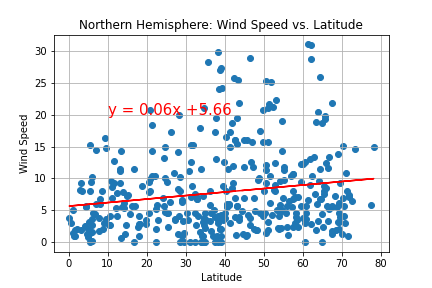 Northern Hemisphere: Wind Speed vs. Latitude
30
25
20
15
10
5
0
Wind Speed
y = 0.06x +5.66
0 10 20 30 40 50 60 70 80
Latitude